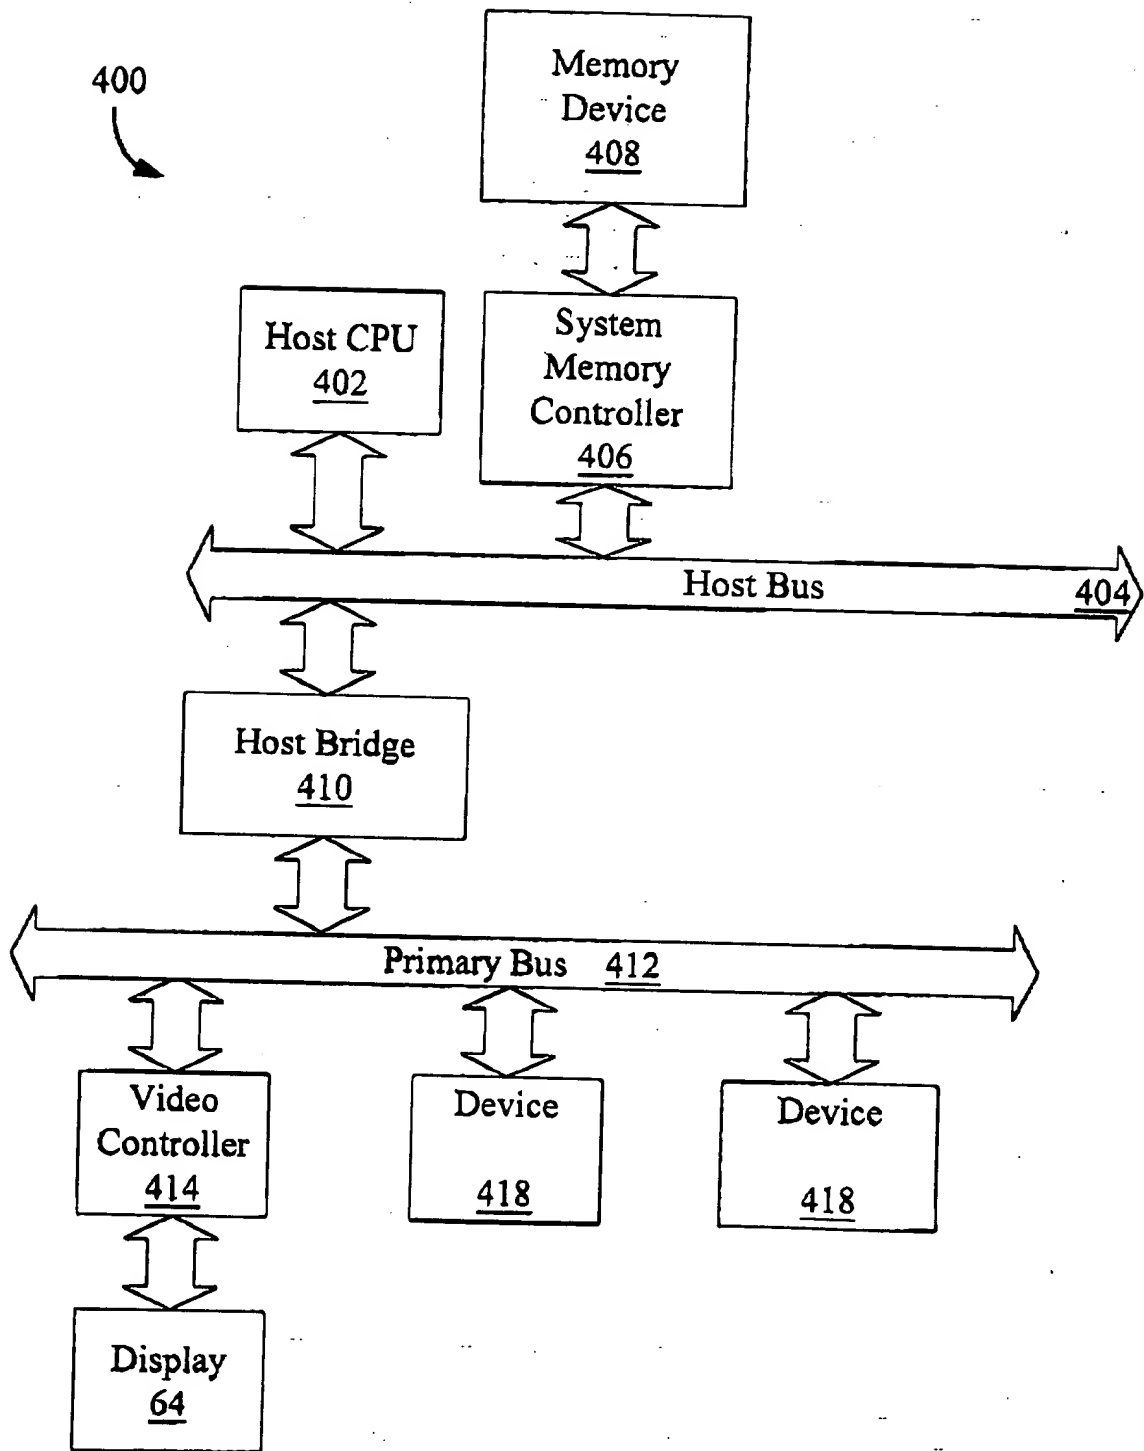 400
Memory
Device
408
Host CPU
402
System
Memory
Controller
406
Host Bus
404
Host Bridge
410
Primary Bus 412
Video
Controller
414
Device
418
Device
418
Display
64